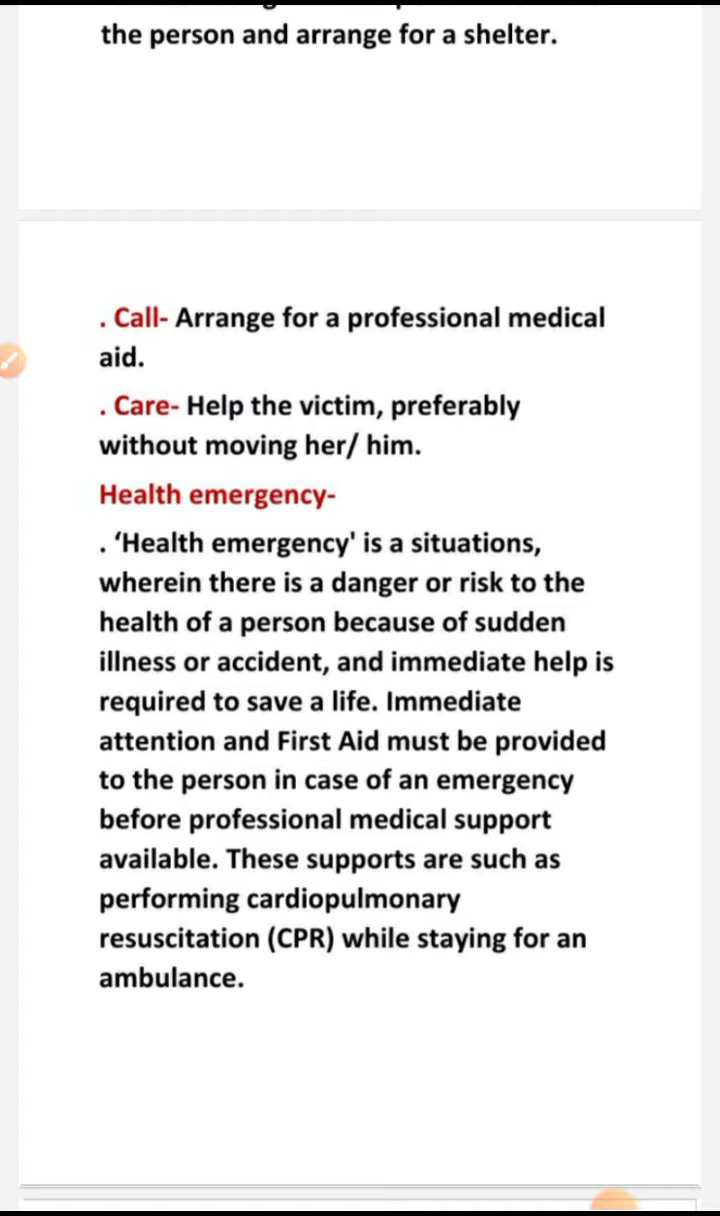 the person and arrange for a shelter.
. Call- Arrange for a professional medical
aid.
. Care- Help the victim, preferably
without moving her/ him.
Health emergency-
. ‘Health emergency' is a situations,
wherein there is a danger or risk to the
health of a person because of sudden
illness or accident, and immediate help is
required to save a life. Immediate
attention and First Aid must be provided
to the person in case of an emergency
before professional medical support
available. These supports are such as
performing cardiopulmonary
resuscitation (CPR) while staying for an
ambulance.